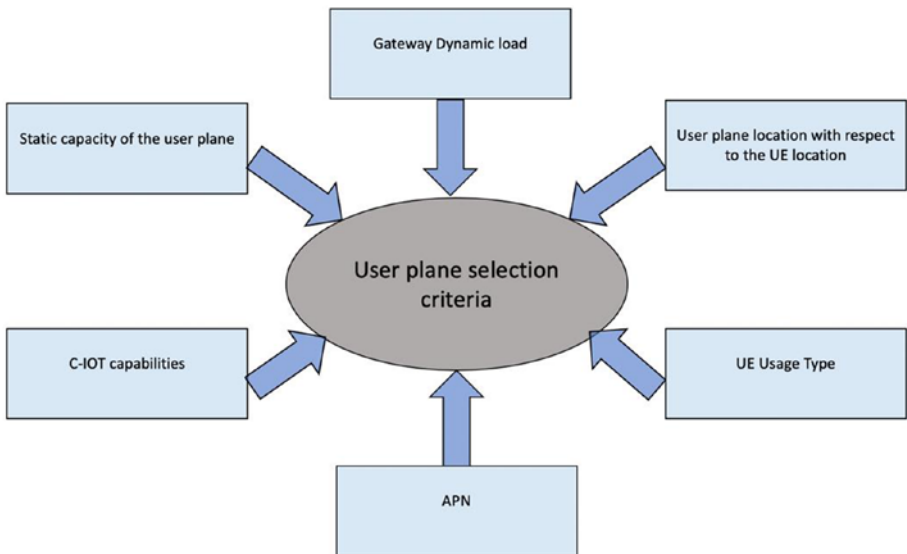 Gateway Dynamic load
Static capacity of the user plane
User plane location with respect
to the UE location
User plane selection
criteria
C-IOT capabilities
UE Usage Type
APN